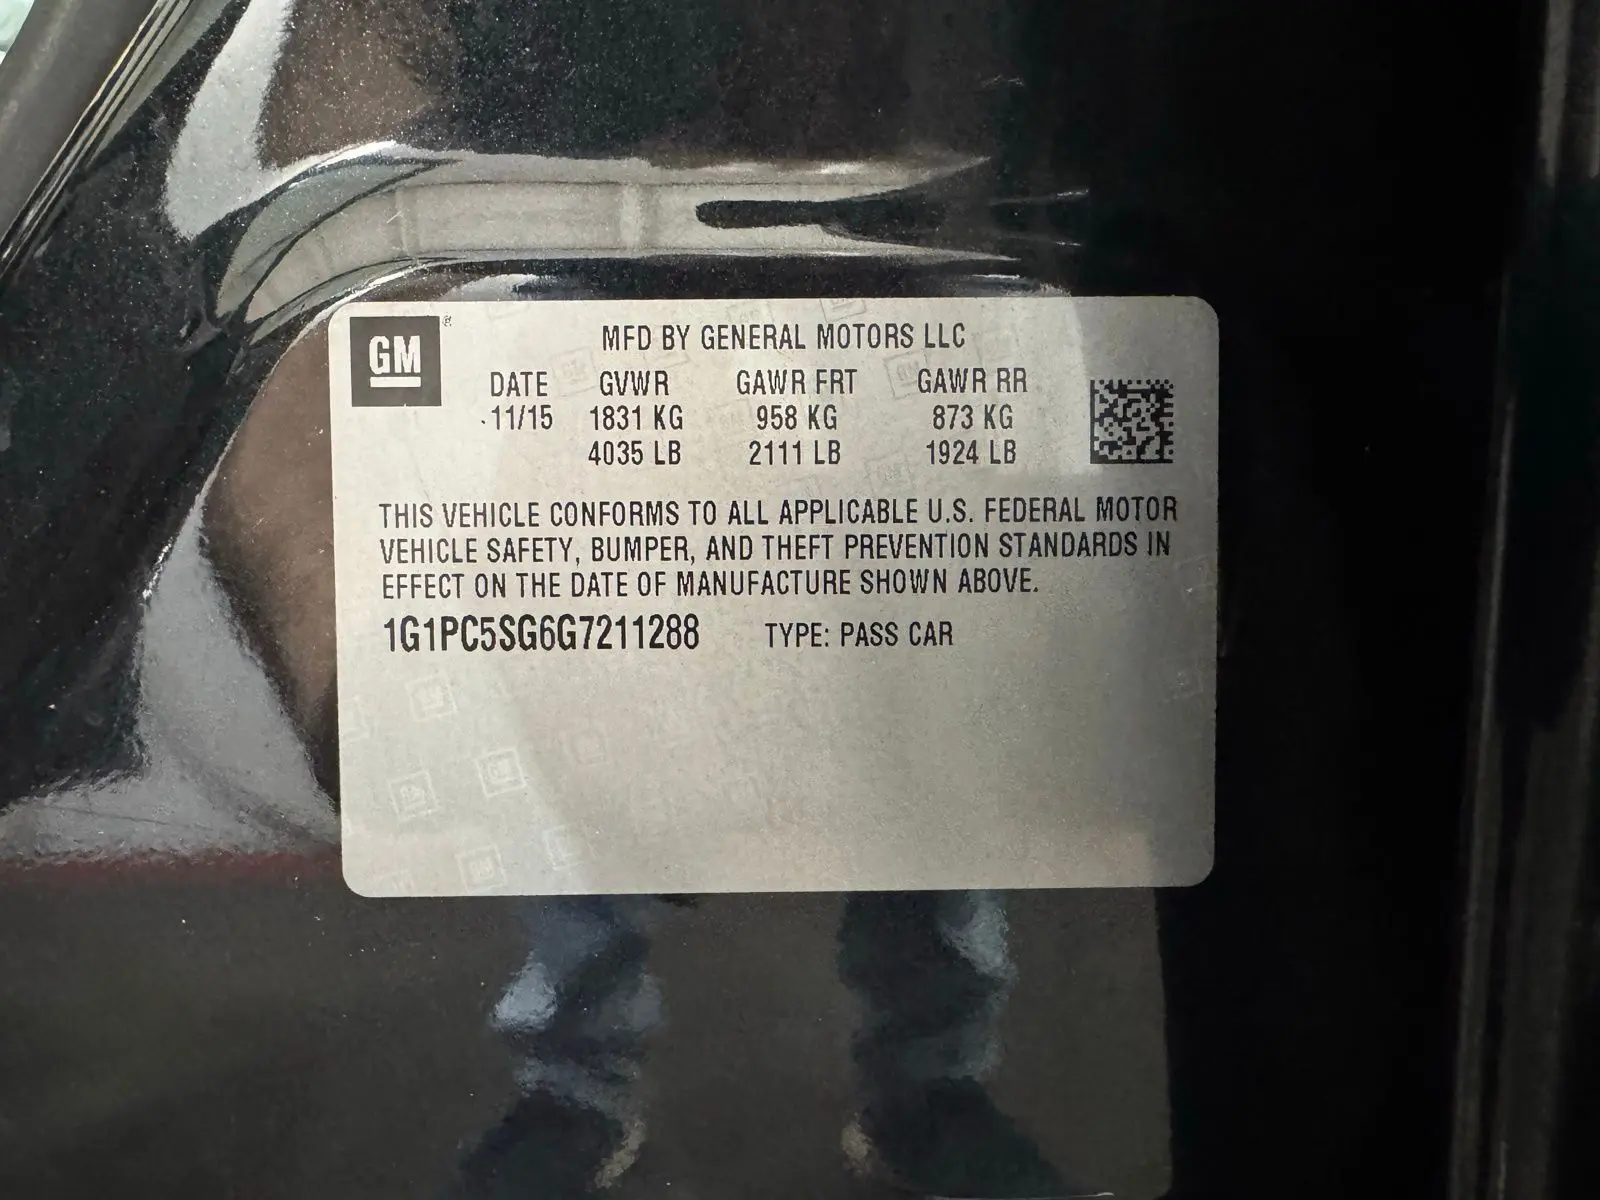 GM
MFD BY GENERAL MOTORS LLC
DATE GVWR GAWR FRT GAWR RR
11/15 1831 KG 958 KG 873 KG
4035 LB 2111 LB 1924 LB
THIS VEHICLE CONFORMS TO ALL APPLICABLE U.S. FEDERAL MOTOR
VEHICLE SAFETY, BUMPER, AND THEFT PREVENTION STANDARDS IN
EFFECT ON THE DATE OF MANUFACTURE SHOWN ABOVE.
1G1PC5SG6G7211288 TYPE: PASS CAR